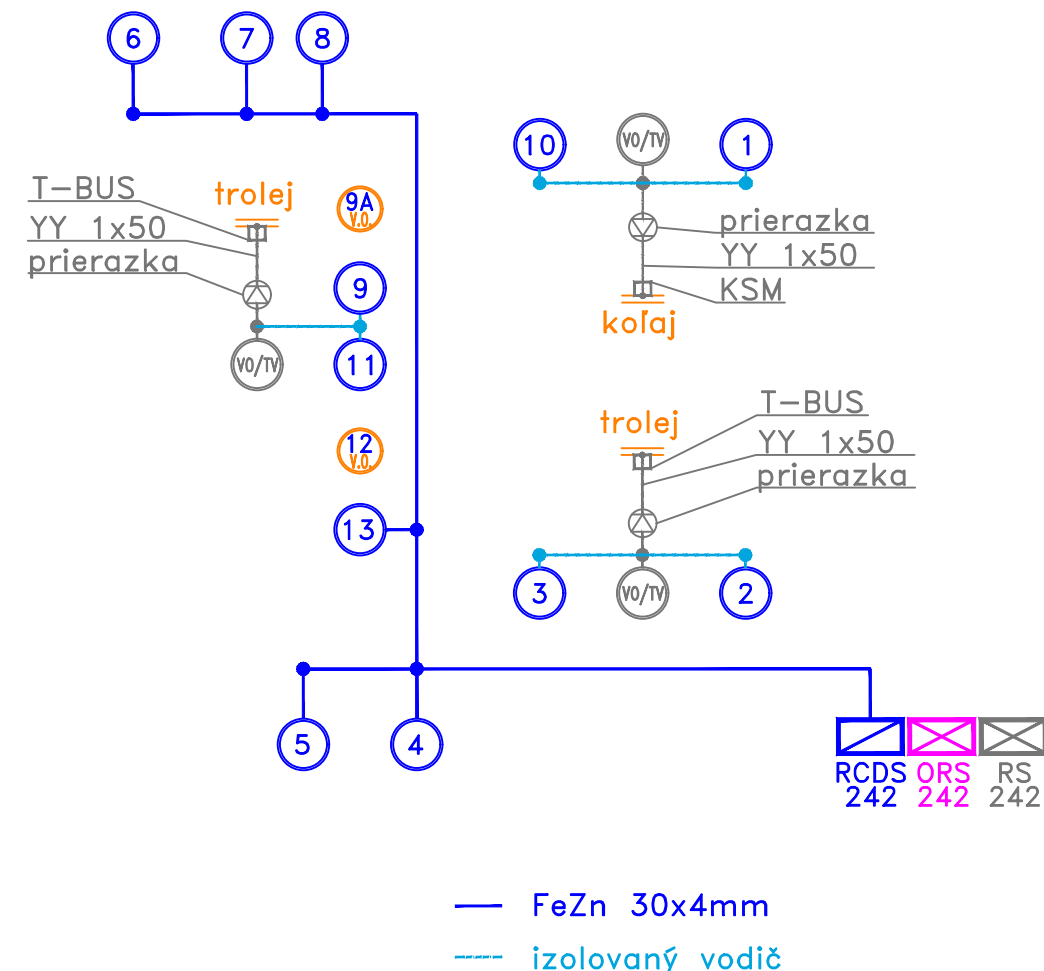 6
7
8
10
VO/TV
1
T-BUS
YY 1x50
prierazka
trolej
9A
V.O.
9
11
VO/TV
prierazka
YY 1x50
KSM
koľaj
12
V.O.
13
trolej
T-BUS
YY 1x50
prierazka
3
VO/TV
2
5
4
RCDS
242
ORS
242
RS
242
FeZn 30x4mm
izolovaný vodič